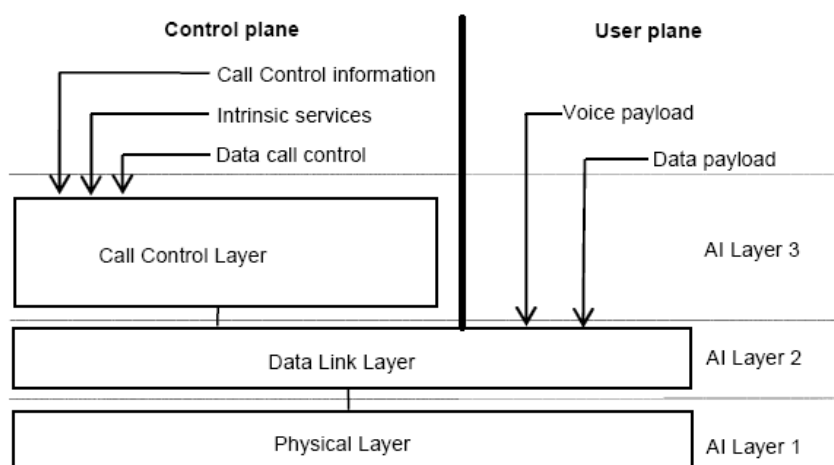 Control plane
User plane
Call Control information
Intrinsic services
Voice payload
Data call control
Data payload
Call Control Layer
AI Layer 3
Data Link Layer
AI Layer 2
Physical Layer
AI Layer 1